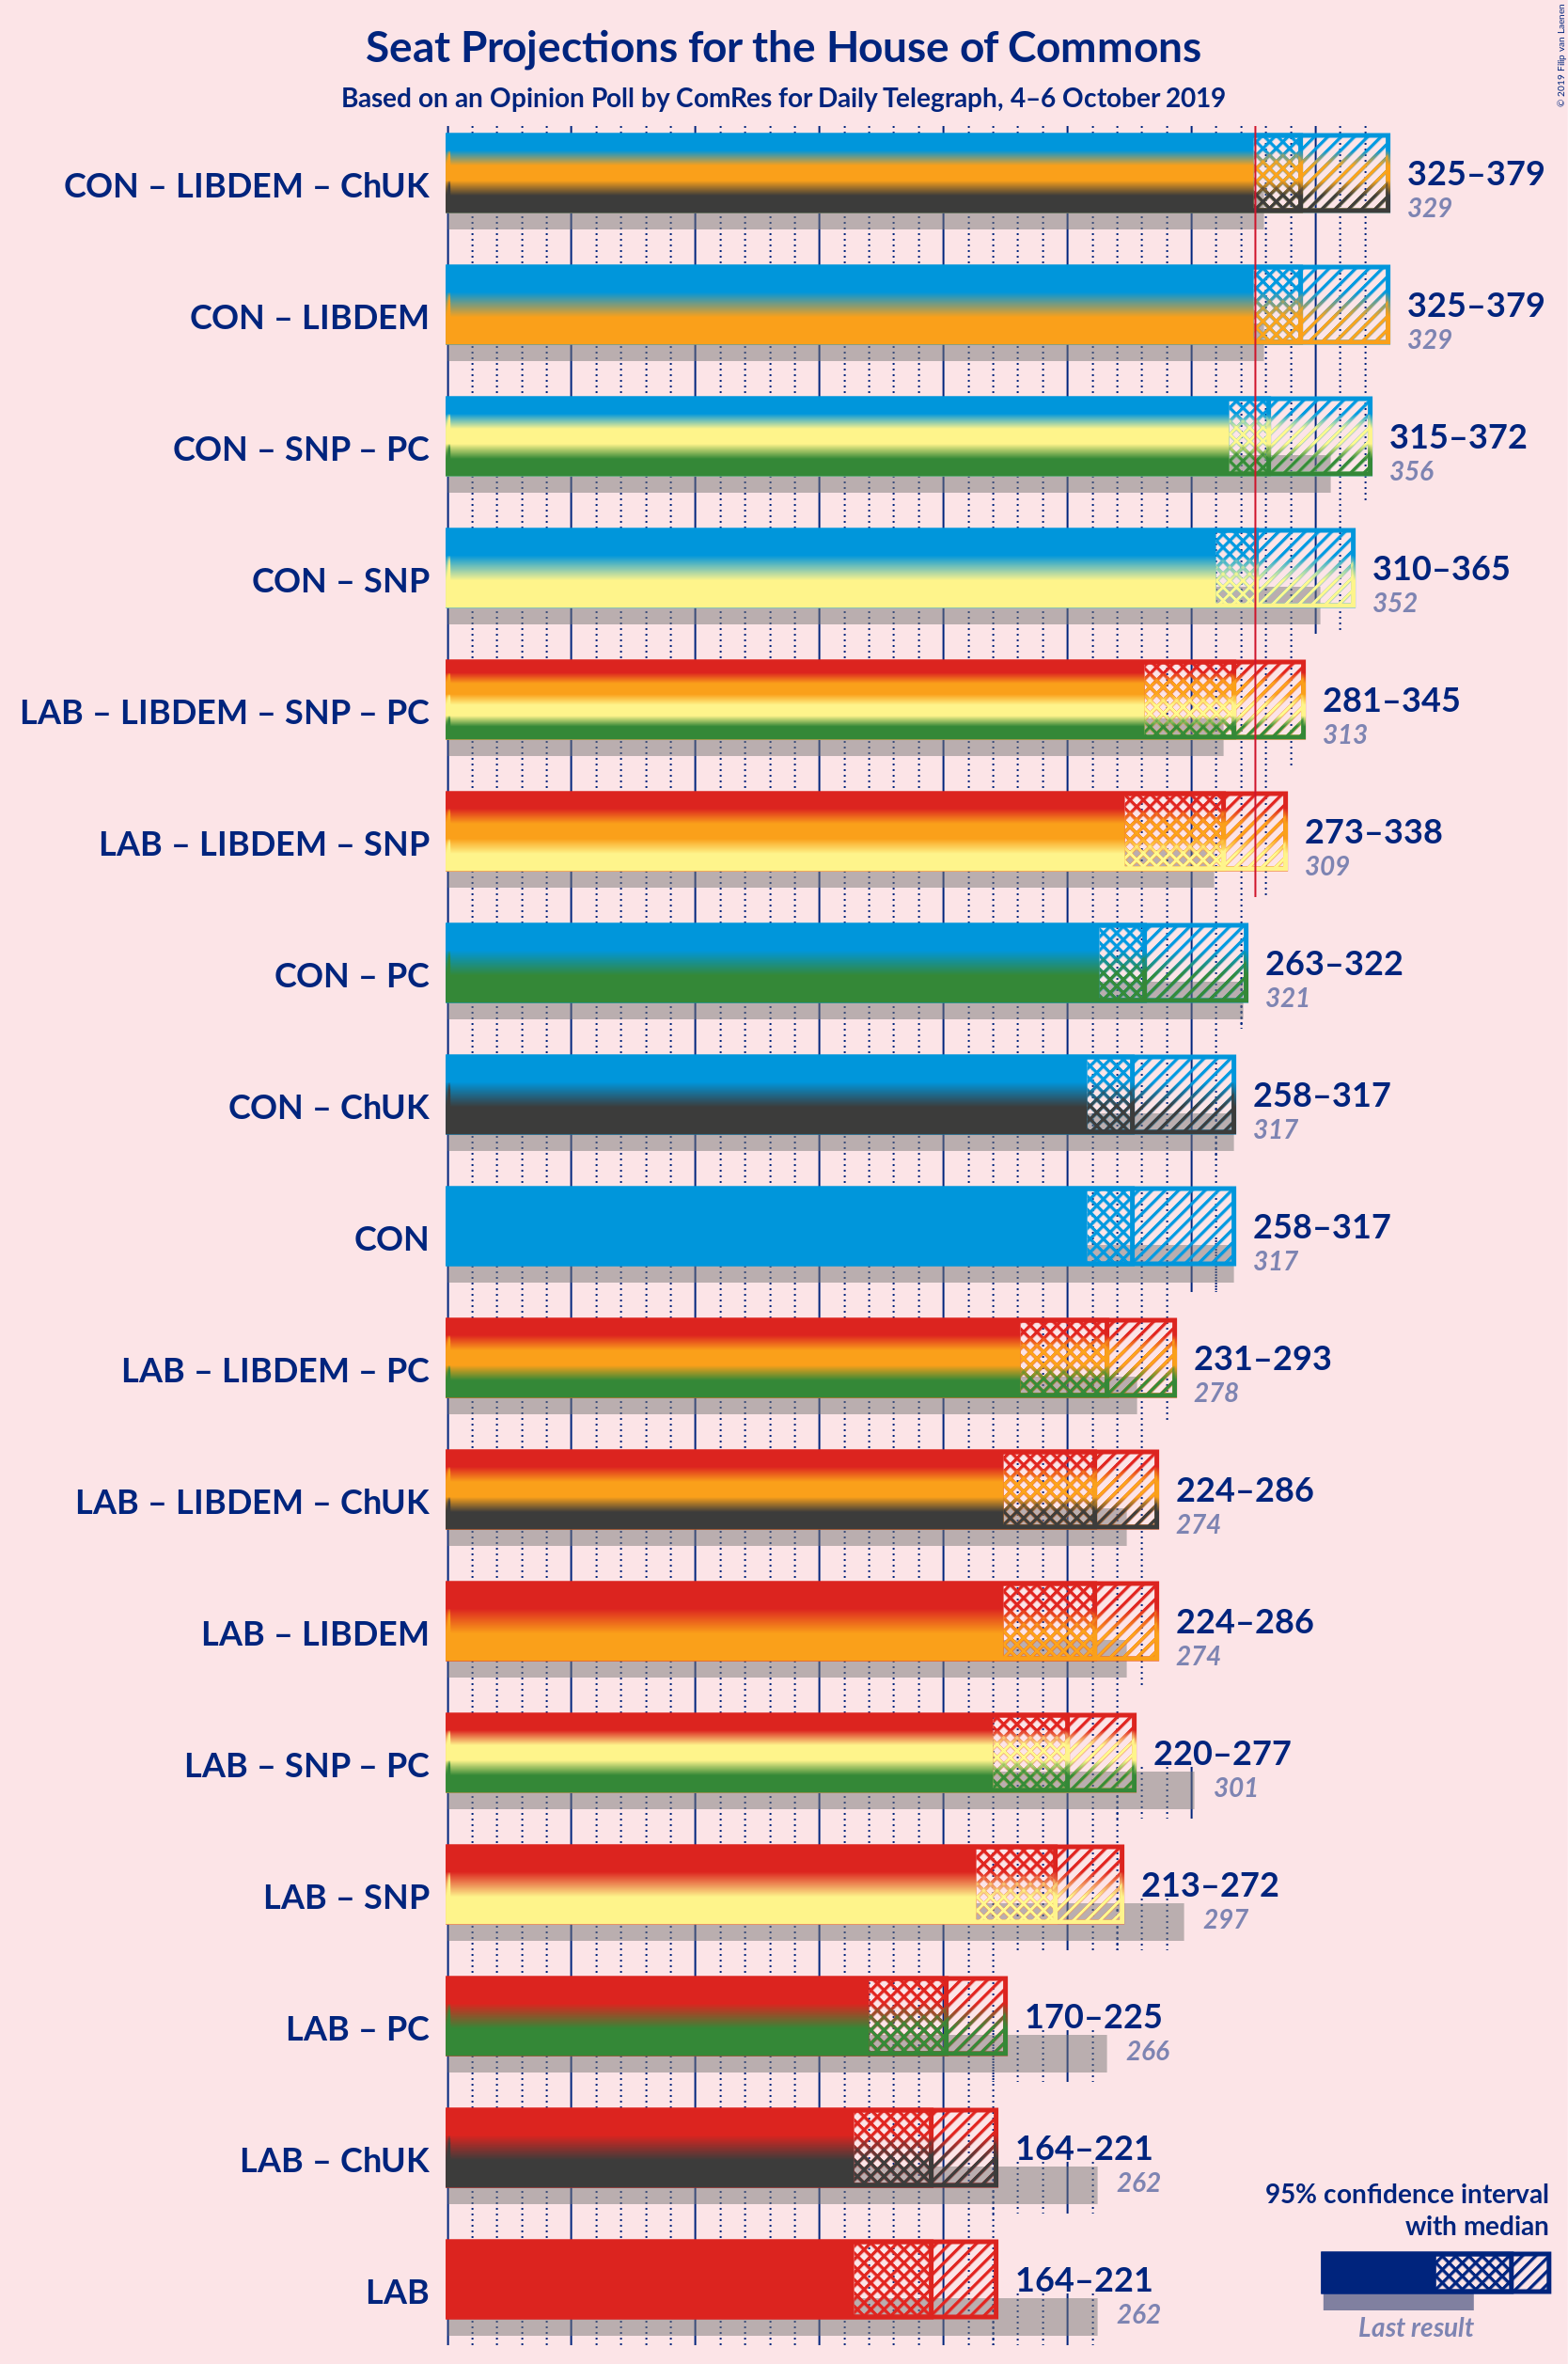 Seat Projections for the House of Commons
Based on an Opinion Poll by ComRes for Daily Telegraph, 4–6 October 2019
© 2019 Filip van Laenen
CON – LIBDEM – ChUK
325–379
329
CON – LIBDEM
325–379
329
CON – SNP – PC
315–372
356
CON – SNP
310–365
352
LAB – LIBDEM – SNP – PC
281–345
313
LAB – LIBDEM – SNP
273–338
309
CON – PC
263–322
321
CON – ChUK
258–317
317
CON
258–317
317
LAB – LIBDEM – PC
231–293
278
LAB – LIBDEM – ChUK
224–286
274
LAB – LIBDEM
224–286
274
LAB – SNP – PC
220–277
301
LAB – SNP
213–272
297
LAB – PC
170–225
266
LAB – ChUK
164–221
262
LAB
164–221
262
95% confidence interval
with median
Last result